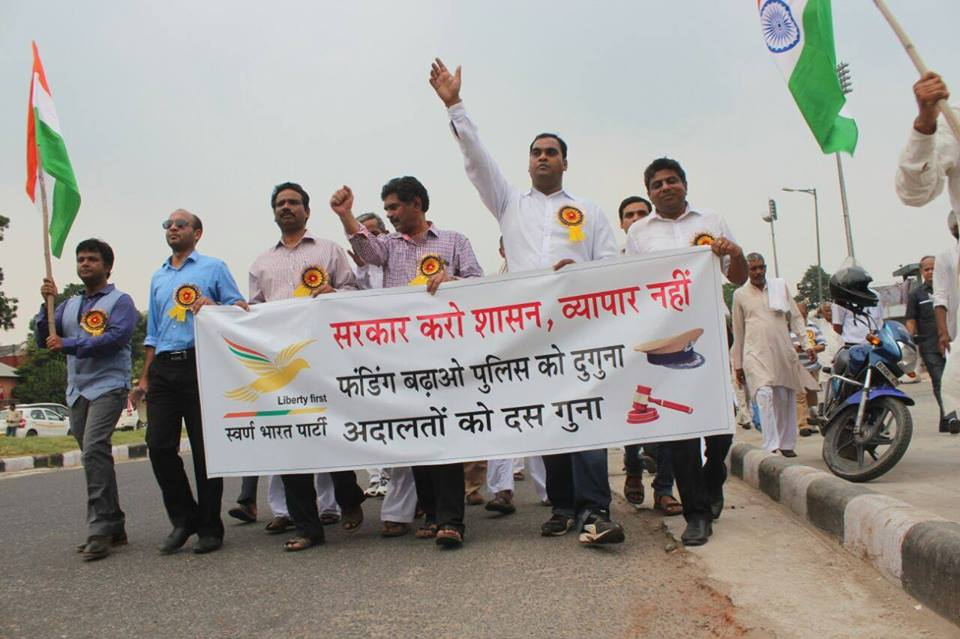 सरकार करो शासन, व्यापार नहीं
फंडिंग बढ़ाओ पुलिस को दुगुना
अदालतों को दस गुना
Liberty first
स्वर्ण भारत पार्टी